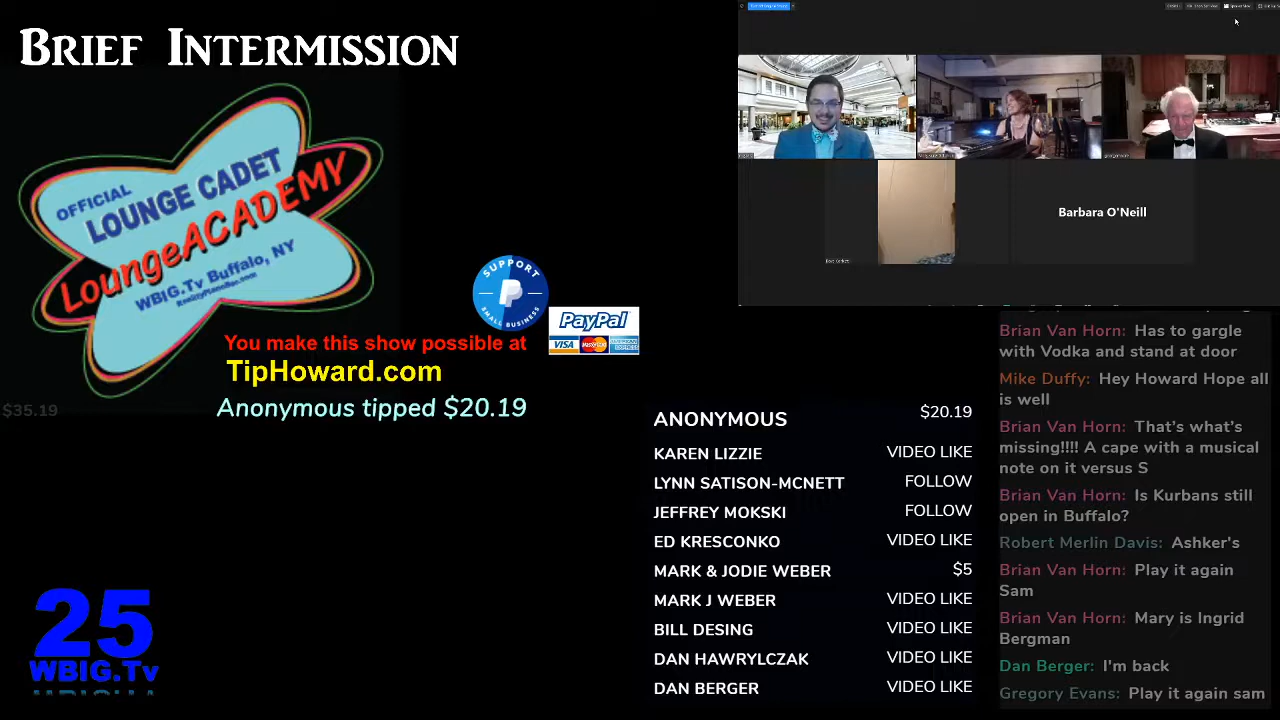 BRIEF INTERMISSION
OFFICIAL
LOUNGE CADET
LoungeACADEMY
WBIG.Tv Buffalo, NY
RealityPianoBar.com
SUPPORT
SMALL BUSINESS
PayPal
VISA
You make this show possible at
TipHoward.com
Anonymous tipped $20.19
$35.19
25
WBIG.Tv
Barbara O'Neill
ANONYMOUS $20.19
KAREN LIZZIE VIDEO LIKE
LYNN SATISON-MCNETT FOLLOW
JEFFREY MOKSKI FOLLOW
ED KRESCONKO VIDEO LIKE
MARK & JODIE WEBER $5
MARK J WEBER VIDEO LIKE
BILL DESING VIDEO LIKE
DAN HAWRYLCZAK VIDEO LIKE
DAN BERGER VIDEO LIKE
Brian Van Horn: Has to gargle
with Vodka and stand at door
Mike Duffy: Hey Howard Hope all
is well
Brian Van Horn: That's what's
missing!!!! A cape with a musical
note on it versus S
Brian Van Horn: Is Kurbans still
open in Buffalo?
Robert Merlin Davis: Ashker's
Brian Van Horn: Play it again
Sam
Brian Van Horn: Mary is Ingrid
Bergman
Dan Berger: I'm back
Gregory Evans: Play it again sam